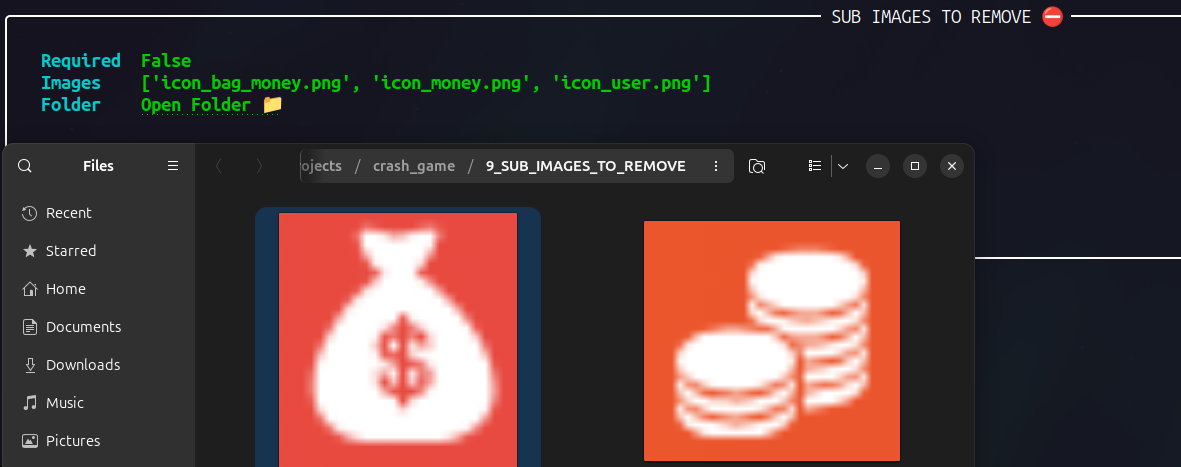 SUB IMAGES TO REMOVE ⛔
Required False
Images ['icon_bag_money.png', 'icon_money.png', 'icon_user.png']
Folder Open Folder 📁
Files
ojects / crash_game / 9_SUB_IMAGES_TO_REMOVE
Recent
Starred
Home
Documents
Downloads
Music
Pictures
$